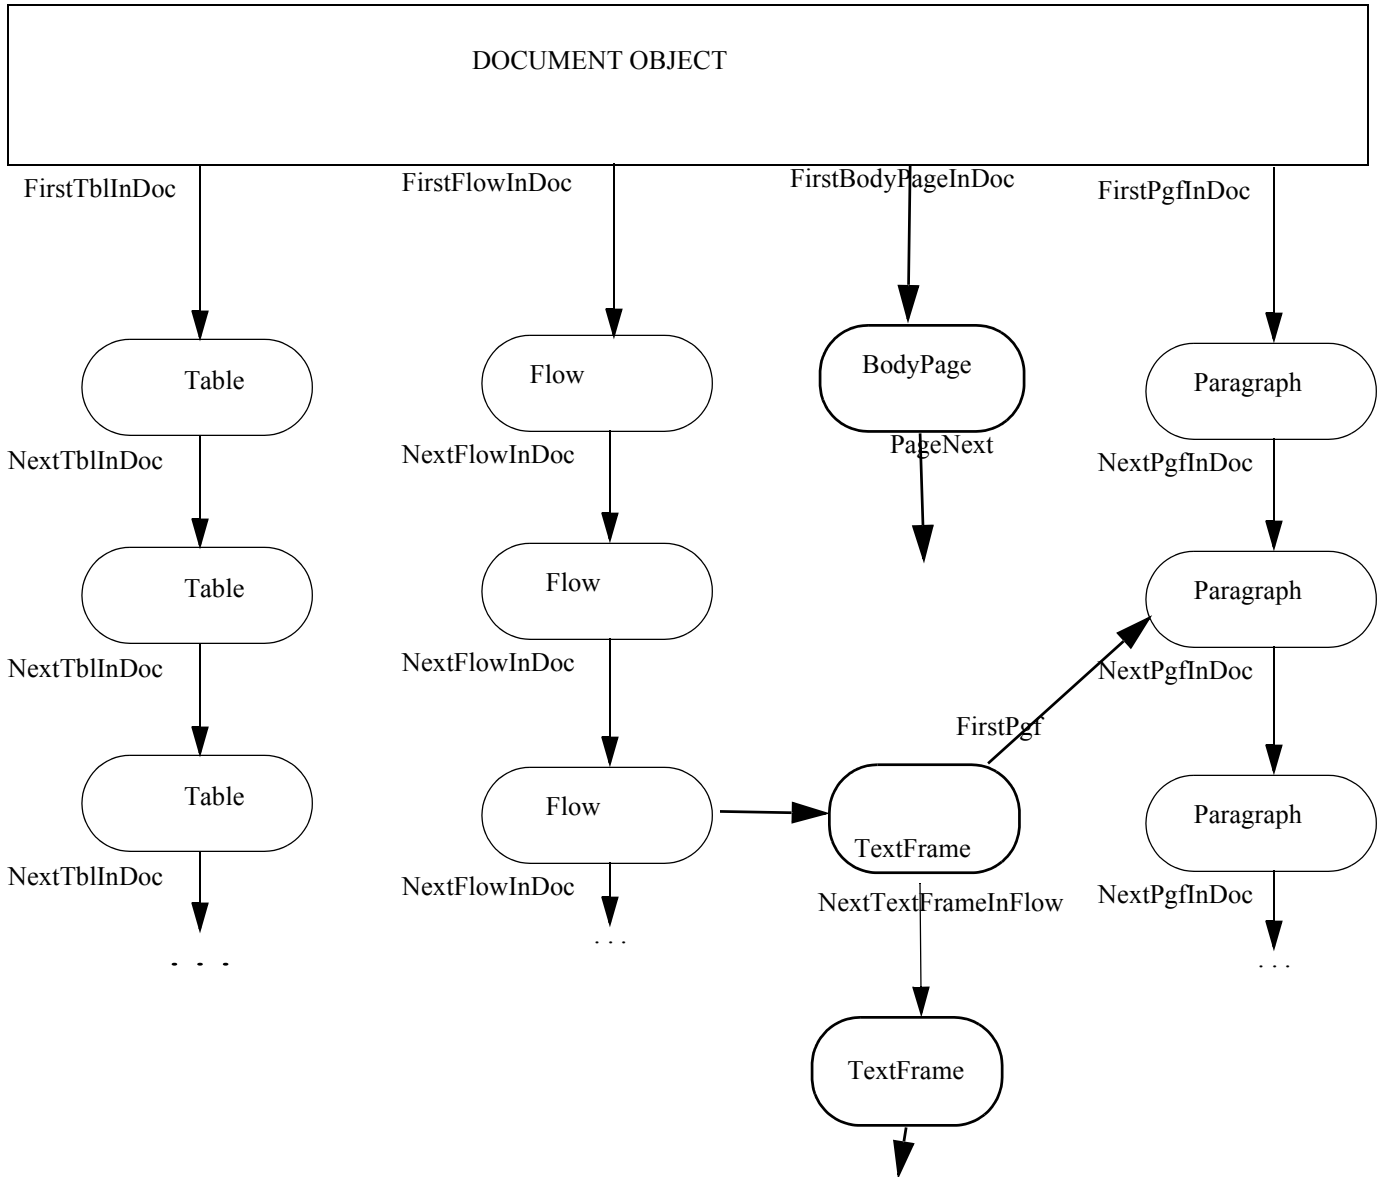 DOCUMENT OBJECT
FirstTblInDoc
FirstFlowInDoc
FirstBodyPageInDoc
FirstPgfInDoc
Table
Flow
BodyPage
Paragraph
NextTblInDoc
NextFlowInDoc
PageNext
NextPgfInDoc
Table
Flow
Paragraph
NextTblInDoc
NextFlowInDoc
NextPgfInDoc
FirstPgf
Table
Flow
TextFrame
Paragraph
NextTblInDoc
NextFlowInDoc
NextTextFrameInFlow
NextPgfInDoc
. . .
. . .
. . .
TextFrame